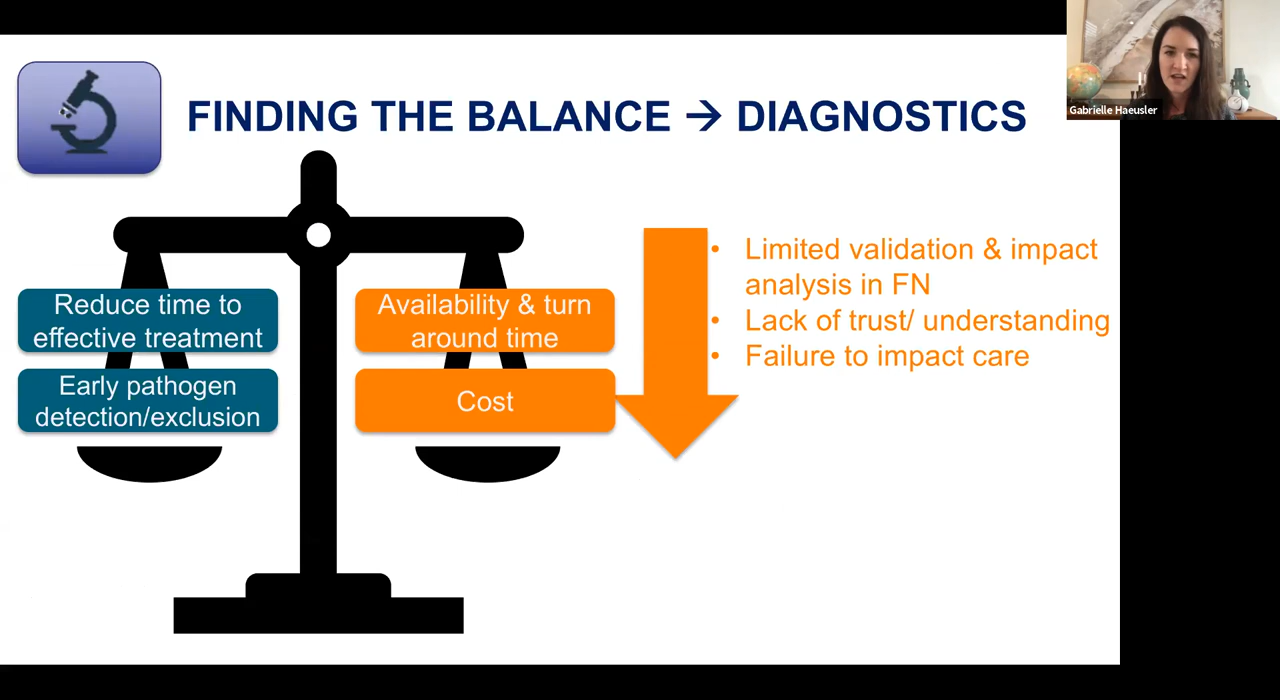 Gabrielle Haeusler
FINDING THE BALANCE → DIAGNOSTICS
Reduce time to
effective treatment
Early pathogen
detection/exclusion
Availability & turn
around time
Cost
• Limited validation & impact
analysis in FN
• Lack of trust/ understanding
• Failure to impact care